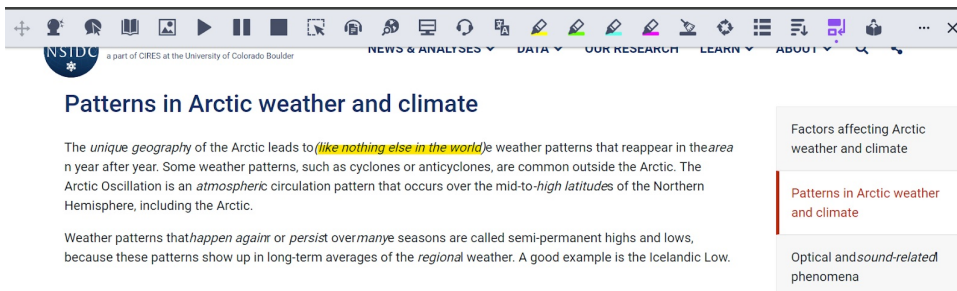 NSIDC
a part of CIRES at the University of Colorado Boulder
NEWS & ANALYSES
DATA
OUR RESEARCH
LEARN
ABOUT
Patterns in Arctic weather and climate
The unique geography of the Arctic leads to(like nothing else in the world)e weather patterns that reappear in thearea
n year after year. Some weather patterns, such as cyclones or anticyclones, are common outside the Arctic. The
Arctic Oscillation is an atmospheric circulation pattern that occurs over the mid-to-high latitudes of the Northern
Hemisphere, including the Arctic.
Weather patterns thathappen againr or persist overmanye seasons are called semi-permanent highs and lows,
because these patterns show up in long-term averages of the regional weather. A good example is the Icelandic Low.
Factors affecting Arctic
weather and climate
Patterns in Arctic weather
and climate
Optical andsound-relatedl
phenomena